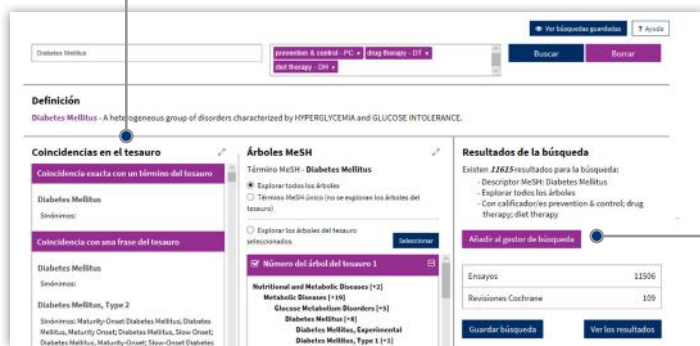 Ver búsquedas guardadas
? Ayuda
Diabetes Mellitus
prevention & control - PC × drug therapy - DT ×
diet therapy - DH ×
Buscar
Borrar
Definición
Diabetes Mellitus - A heterogeneous group of disorders characterized by HYPERGLYCEMIA and GLUCOSE INTOLERANCE.
Coincidencias en el tesauro
Coincidencia exacta con un término del tesauro
Diabetes Mellitus
Sinónimos:
Coincidencia con una frase del tesauro
Diabetes Mellitus
Sinónimos:
Diabetes Mellitus, Type 2
Sinónimos: Maturity-Onset Diabetes Mellitus; Diabetes
Mellitus, Maturity Onset; Diabetes Mellitus, Slow Onset;
Diabetes Mellitus, Maturity-Onset; Slow-Onset Diabetes
Árboles MeSH
Término MeSH - Diabetes Mellitus
Explorar todos los árboles
Término MeSH único (no se exploran los árboles del
tesauro)
Explorar los árboles del tesauro
seleccionados
Seleccionar
Número del árbol del tesauro 1
Nutritional and Metabolic Diseases [+2]
Metabolic Diseases [+19]
Glucose Metabolism Disorders [+5]
Diabetes Mellitus [+8]
Diabetes Mellitus, Experimental
Diabetes Mellitus, Type 1 [+1]
Resultados de la búsqueda
Existen 11625 resultados para la búsqueda:
- Descriptor MeSH: Diabetes Mellitus
- Explorar todos los árboles
- Con calificador/es prevention & control; drug
therapy; diet therapy
Añadir al gestor de búsqueda
Ensayos 11506
Revisiones Cochrane 109
Guardar búsqueda
Ver los resultados